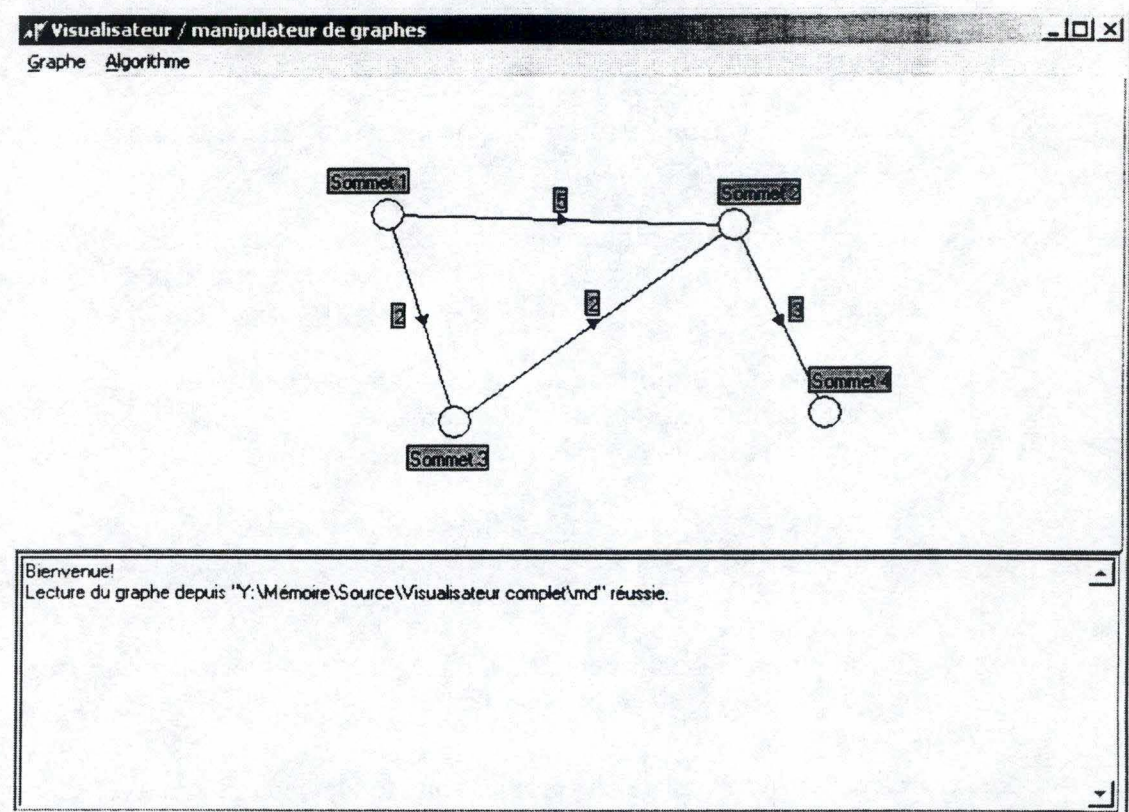 Visualisateur / manipulateur de graphes
Graphe Algorithme
Sommet 1
5
Sommet 2
2
2
Sommet 4
Sommet 3
Bienvenue!
Lecture du graphe depuis "Y:\Mémoire\Source\Visualisateur complet\md" réussie.